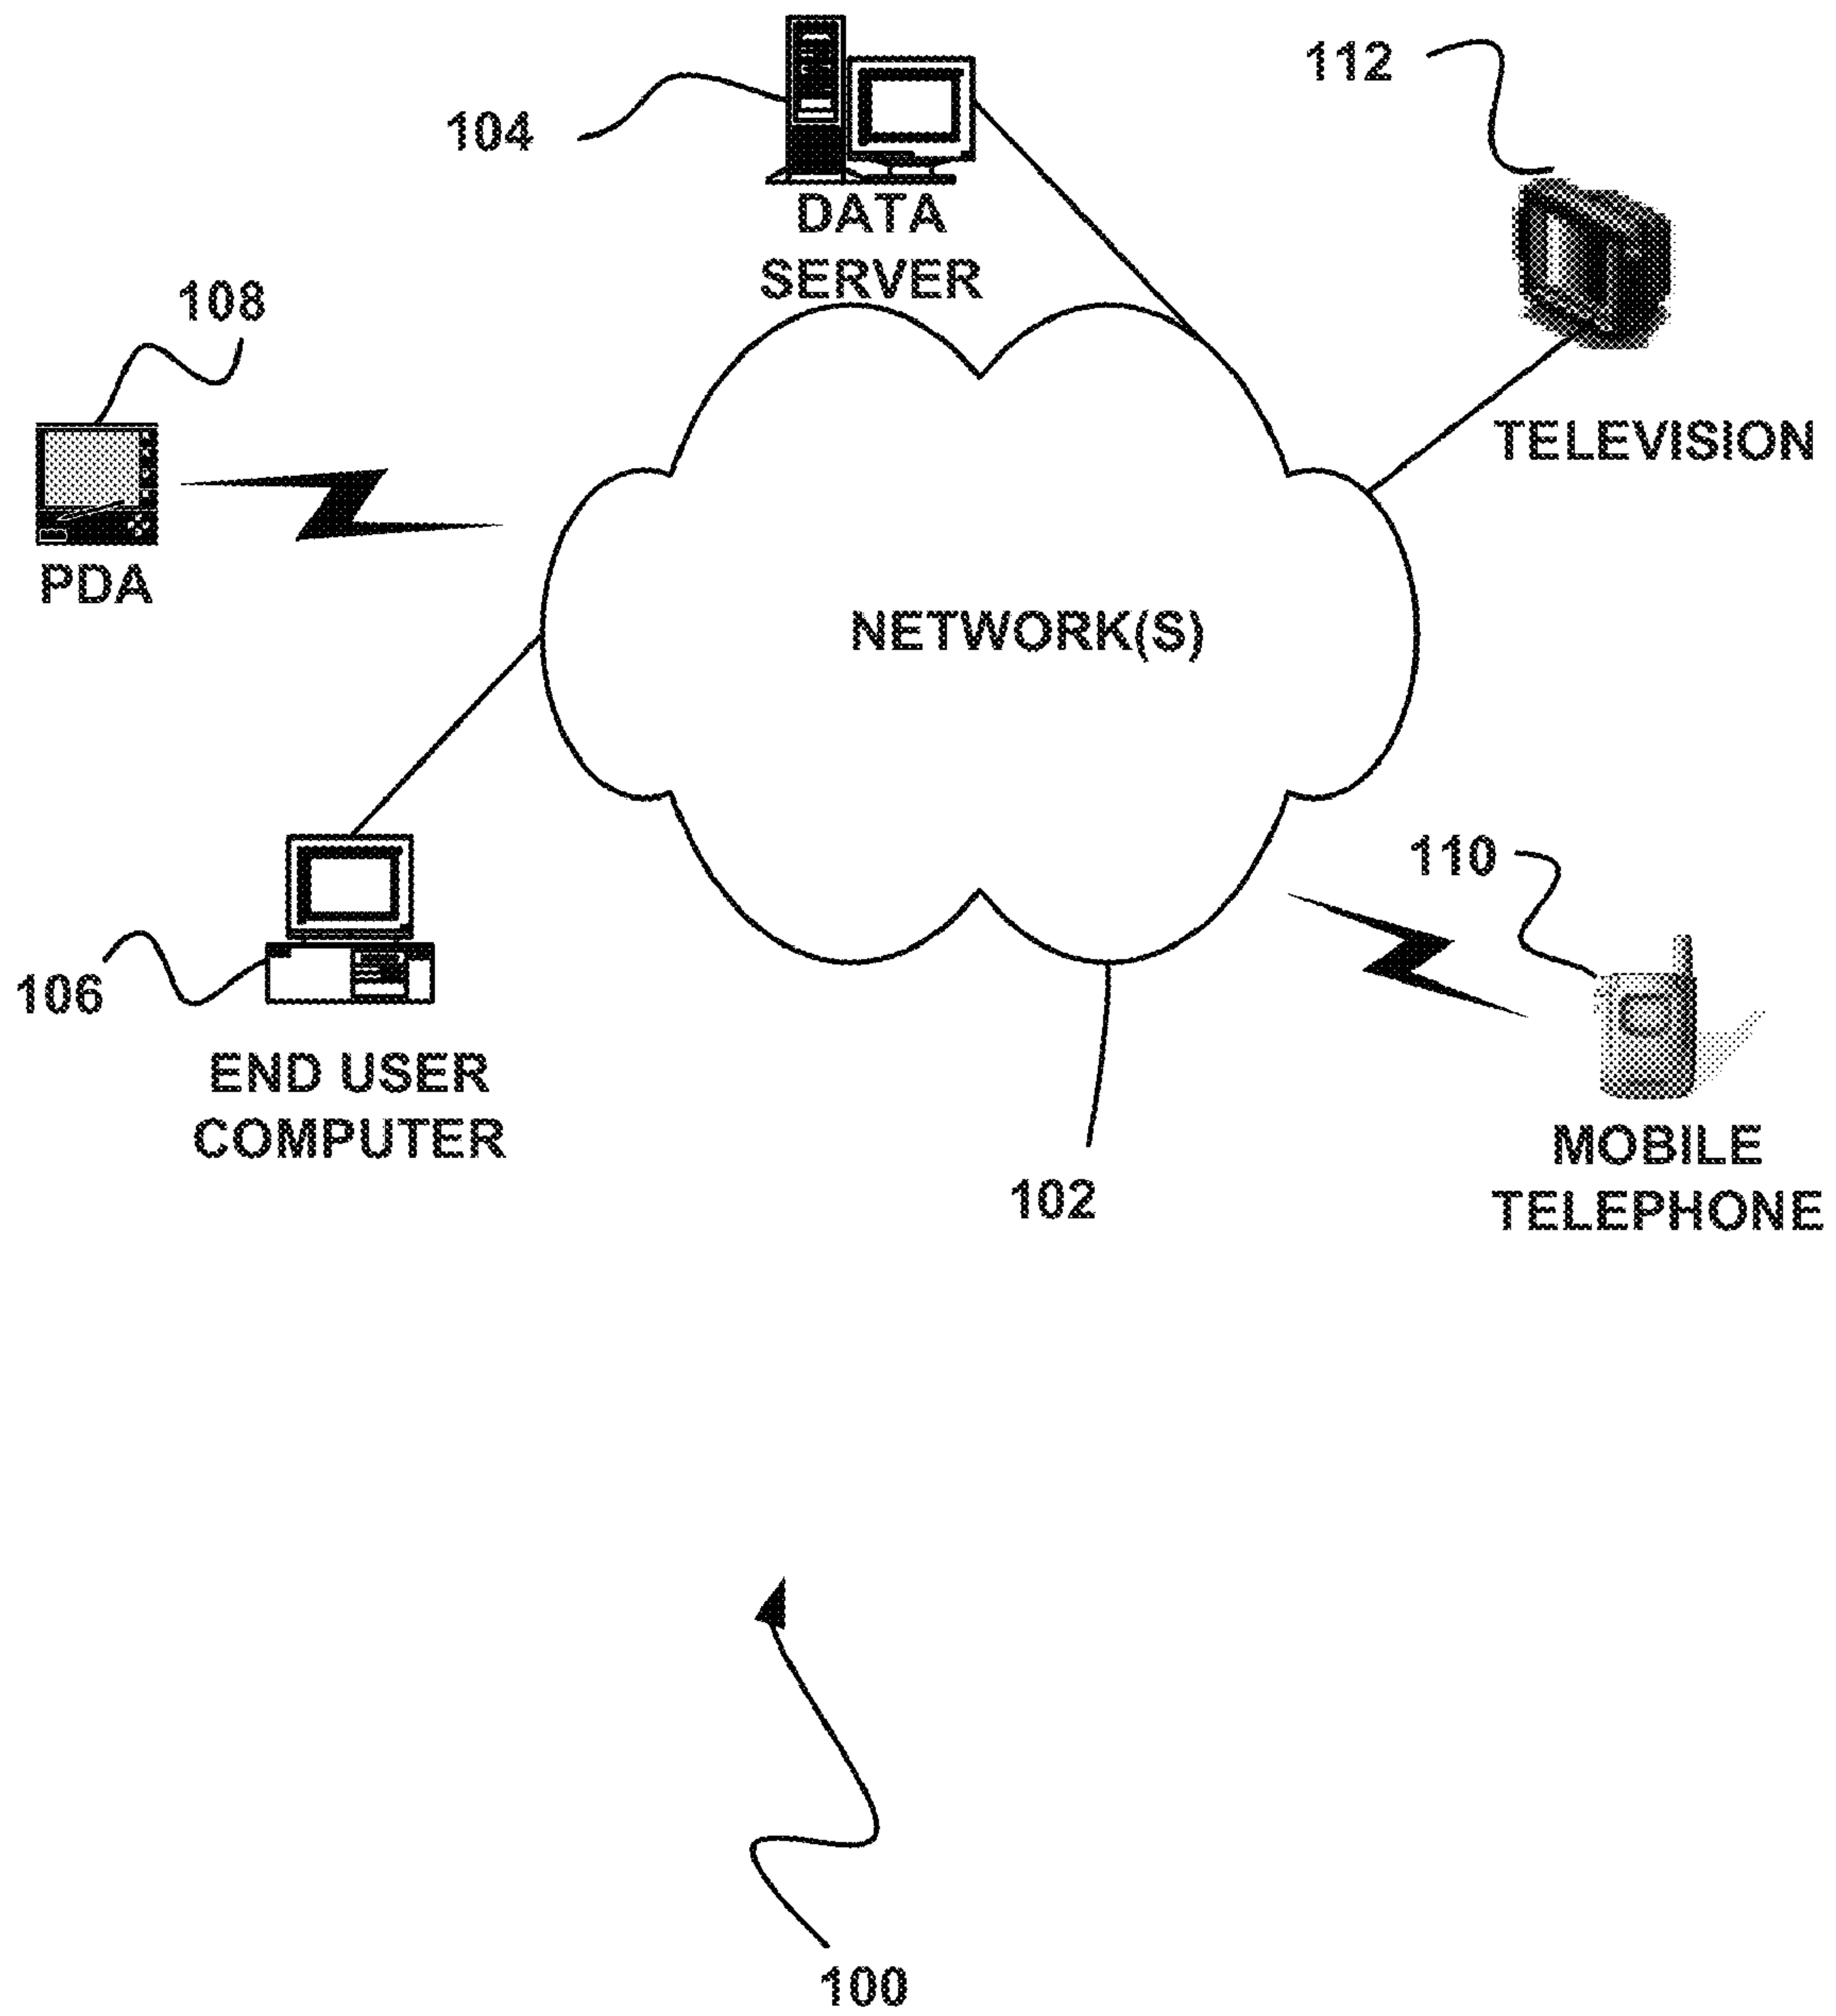 112
104
DATA
SERVER
108
TELEVISION
PDA
NETWORK(S)
110
106
END USER
COMPUTER
MOBILE
TELEPHONE
102
100